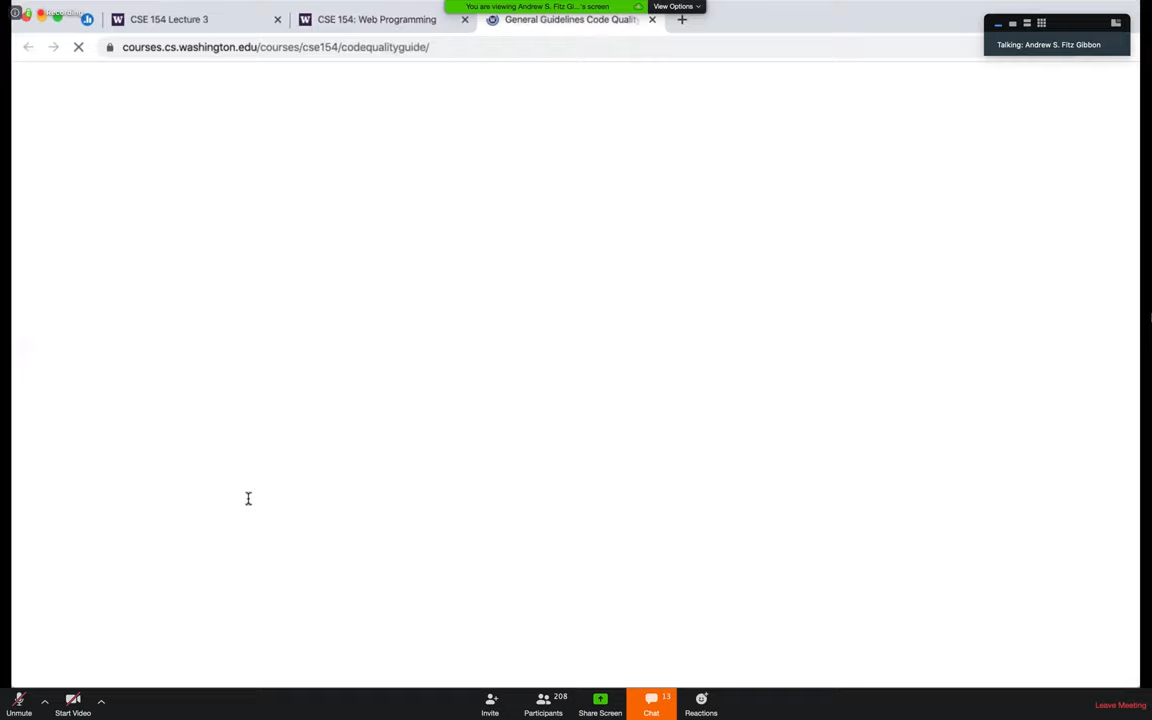 Recording
CSE 154 Lecture 3
CSE 154: Web Programming
General Guidelines Code Qualit
You are viewing Andrew S. Fitz Gi...'s screen
View Options
courses.cs.washington.edu/courses/cse154/codequalityguide/
Talking: Andrew S. Fitz Gibbon
Unmute
Start Video
Invite
Participants
208
Share Screen
Chat
13
Reactions
Leave Meeting